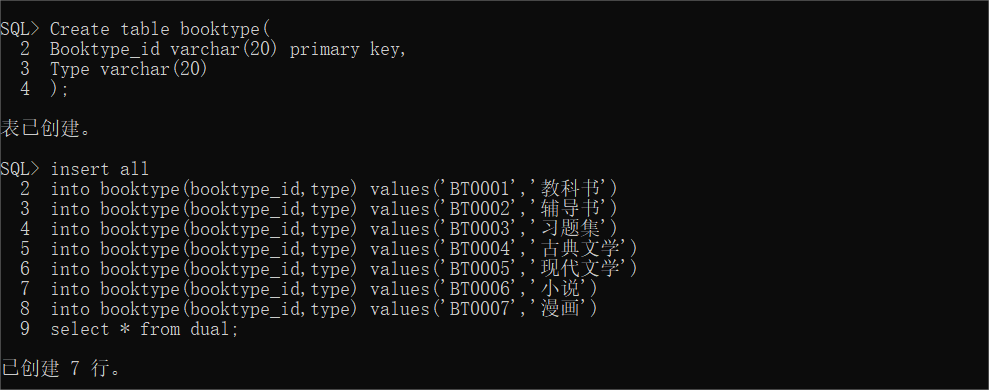 SQL> Create table booktype(
2 Booktype_id varchar(20) primary key,
3 Type varchar(20)
4 );
表已创建。
SQL> insert all
2 into booktype(booktype_id,type) values('BT0001','教科书')
3 into booktype(booktype_id,type) values('BT0002','辅导书')
4 into booktype(booktype_id,type) values('BT0003','习题集')
5 into booktype(booktype_id,type) values('BT0004','古典文学')
6 into booktype(booktype_id,type) values('BT0005','现代文学')
7 into booktype(booktype_id,type) values('BT0006','小说')
8 into booktype(booktype_id,type) values('BT0007','漫画')
9 select * from dual;
已创建 7 行。